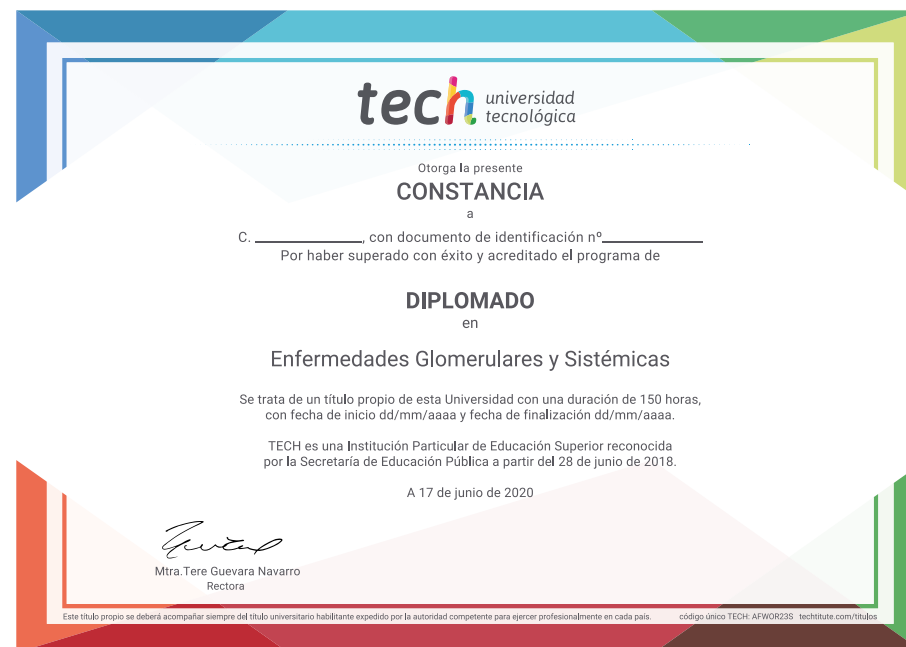 tech universidad
tecnológica
Otorga la presente
CONSTANCIA
a
C. ____________, con documento de identificación nº____________
Por haber superado con éxito y acreditado el programa de
DIPLOMADO
en
Enfermedades Glomerulares y Sistémicas
Se trata de un título propio de esta Universidad con una duración de 150 horas,
con fecha de inicio dd/mm/aaaa y fecha de finalización dd/mm/aaaa.
TECH es una Institución Particular de Educación Superior reconocida
por la Secretaría de Educación Pública a partir del 28 de junio de 2018.
A 17 de junio de 2020
Mtra.Tere Guevara Navarro
Rectora
Este título propio se deberá acompañar siempre del título universitario habilitante expedido por la autoridad competente para ejercer profesionalmente en cada país. código único TECH: AFWOR23S techtitute.com/titulos